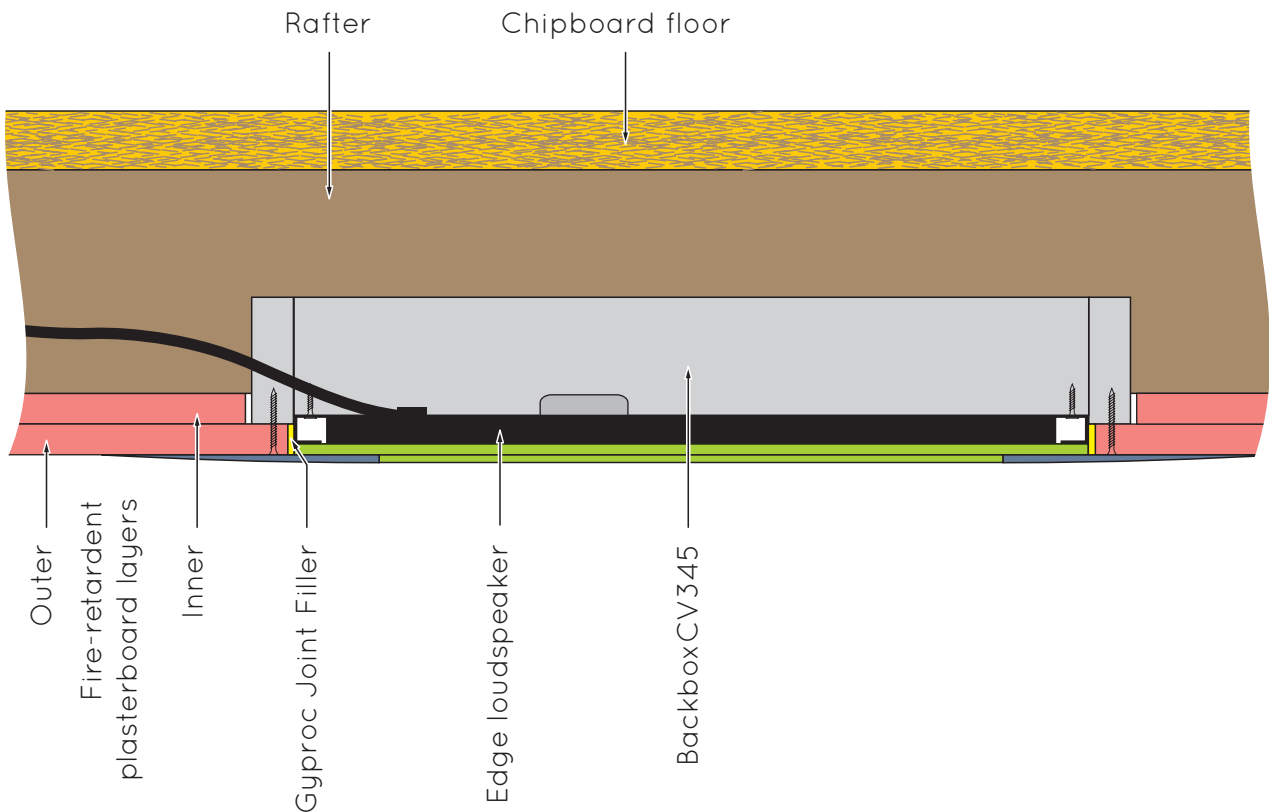 Rafter
Chipboard floor
Outer
Fire-retardent
plasterboard layers
Inner
Gyproc Joint Filler
Edge loudspeaker
BackboxCV345